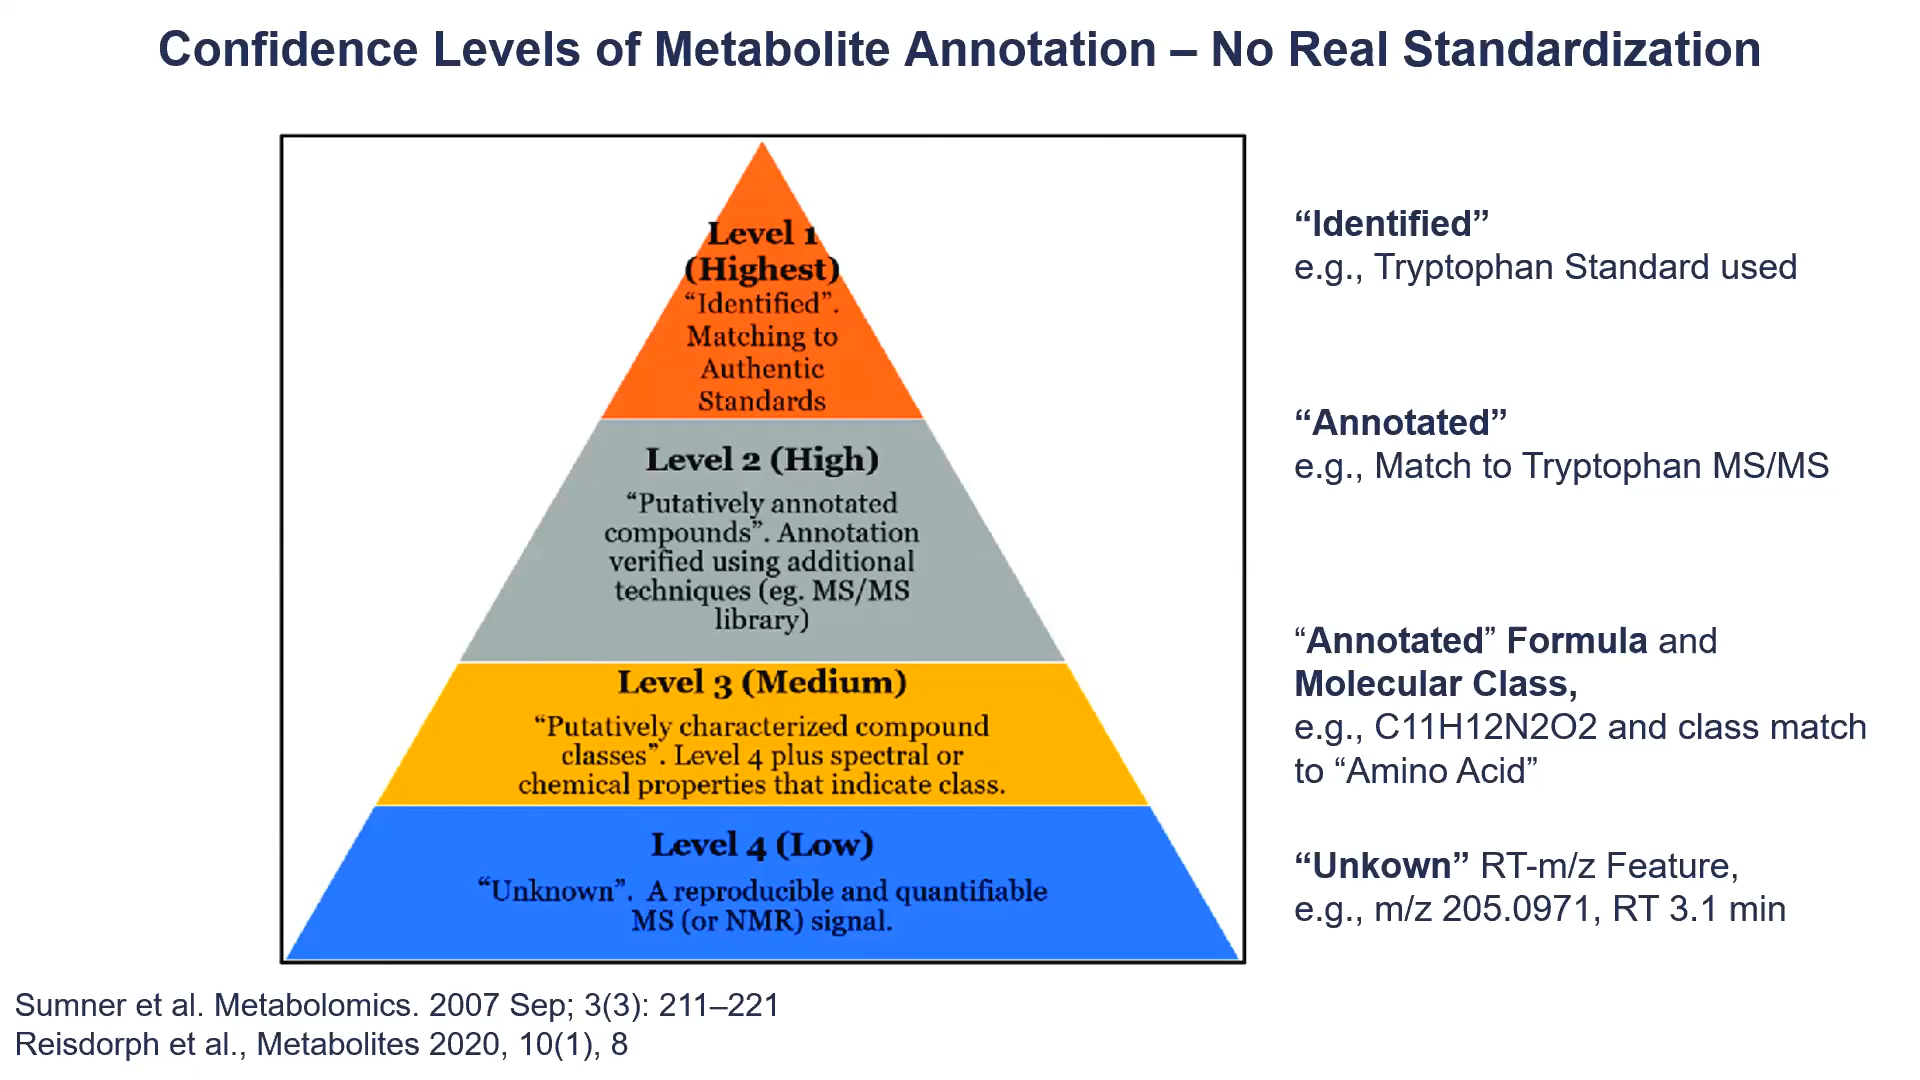 Confidence Levels of Metabolite Annotation – No Real Standardization
Level 1
(Highest)
“Identified”.
Matching to
Authentic
Standards
Level 2 (High)
“Putatively annotated
compounds”. Annotation
verified using additional
techniques (eg. MS/MS
library)
Level 3 (Medium)
“Putatively characterized compound
classes”. Level 4 plus spectral or
chemical properties that indicate class.
Level 4 (Low)
“Unknown”. A reproducible and quantifiable
MS (or NMR) signal.
“Identified”
e.g., Tryptophan Standard used
“Annotated”
e.g., Match to Tryptophan MS/MS
“Annotated” Formula and
Molecular Class,
e.g., C11H12N2O2 and class match
to “Amino Acid”
“Unkown” RT-m/z Feature,
e.g., m/z 205.0971, RT 3.1 min
Sumner et al. Metabolomics. 2007 Sep; 3(3): 211–221
Reisdorph et al., Metabolites 2020, 10(1), 8